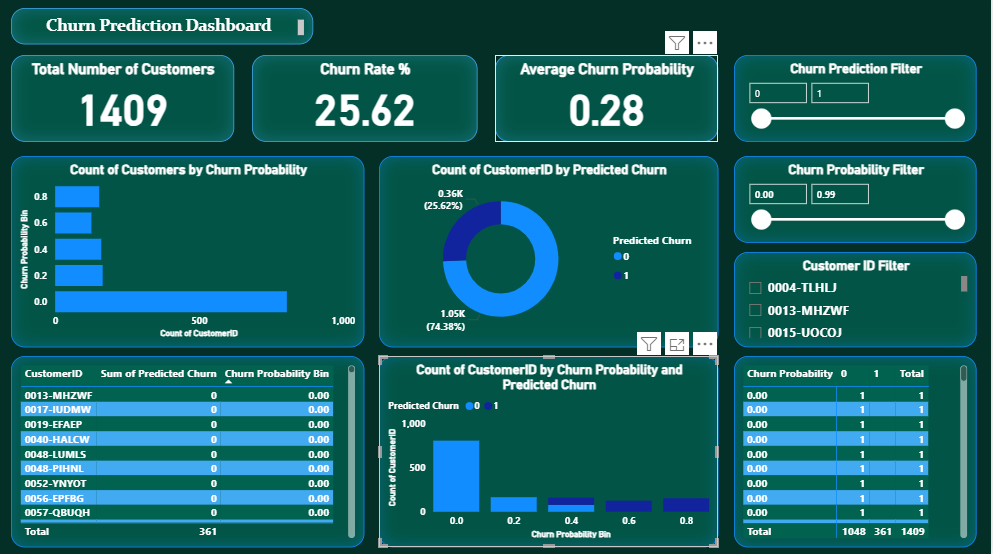 Churn Prediction Dashboard
Total Number of Customers
1409
Churn Rate %
25.62
Average Churn Probability
0.28
Churn Prediction Filter
0 1
Count of Customers by Churn Probability
Churn Probability Bin
0.8
0.6
0.4
0.2
0.0
0 500 1,000
Count of CustomerID
Count of CustomerID by Predicted Churn
0.36K
(25.62%)
1.05K
(74.38%)
Predicted Churn
0
1
Churn Probability Filter
0.00 0.99
Customer ID Filter
0004-TLHLJ
0013-MHZWF
0015-UOCOJ
CustomerID Sum of Predicted Churn Churn Probability Bin
0013-MHZWF 0 0.00
0017-IUDMW 0 0.00
0019-EFAEP 0 0.00
0040-HALCW 0 0.00
0048-LUMLS 0 0.00
0048-PIHNL 0 0.00
0052-YNYOT 0 0.00
0056-EPFBG 0 0.00
0057-QBUQH 0 0.00
Total 361
Count of CustomerID by Churn Probability and
Predicted Churn
Predicted Churn 0 1
Count of CustomerID
1,000
500
0
0.0 0.2 0.4 0.6 0.8
Churn Probability Bin
Churn Probability 0 1 Total
0.00 1 1
0.00 1 1
0.00 1 1
0.00 1 1
0.00 1 1
0.00 1 1
0.00 1 1
0.00 1 1
0.00 1 1
Total 1048 361 1409